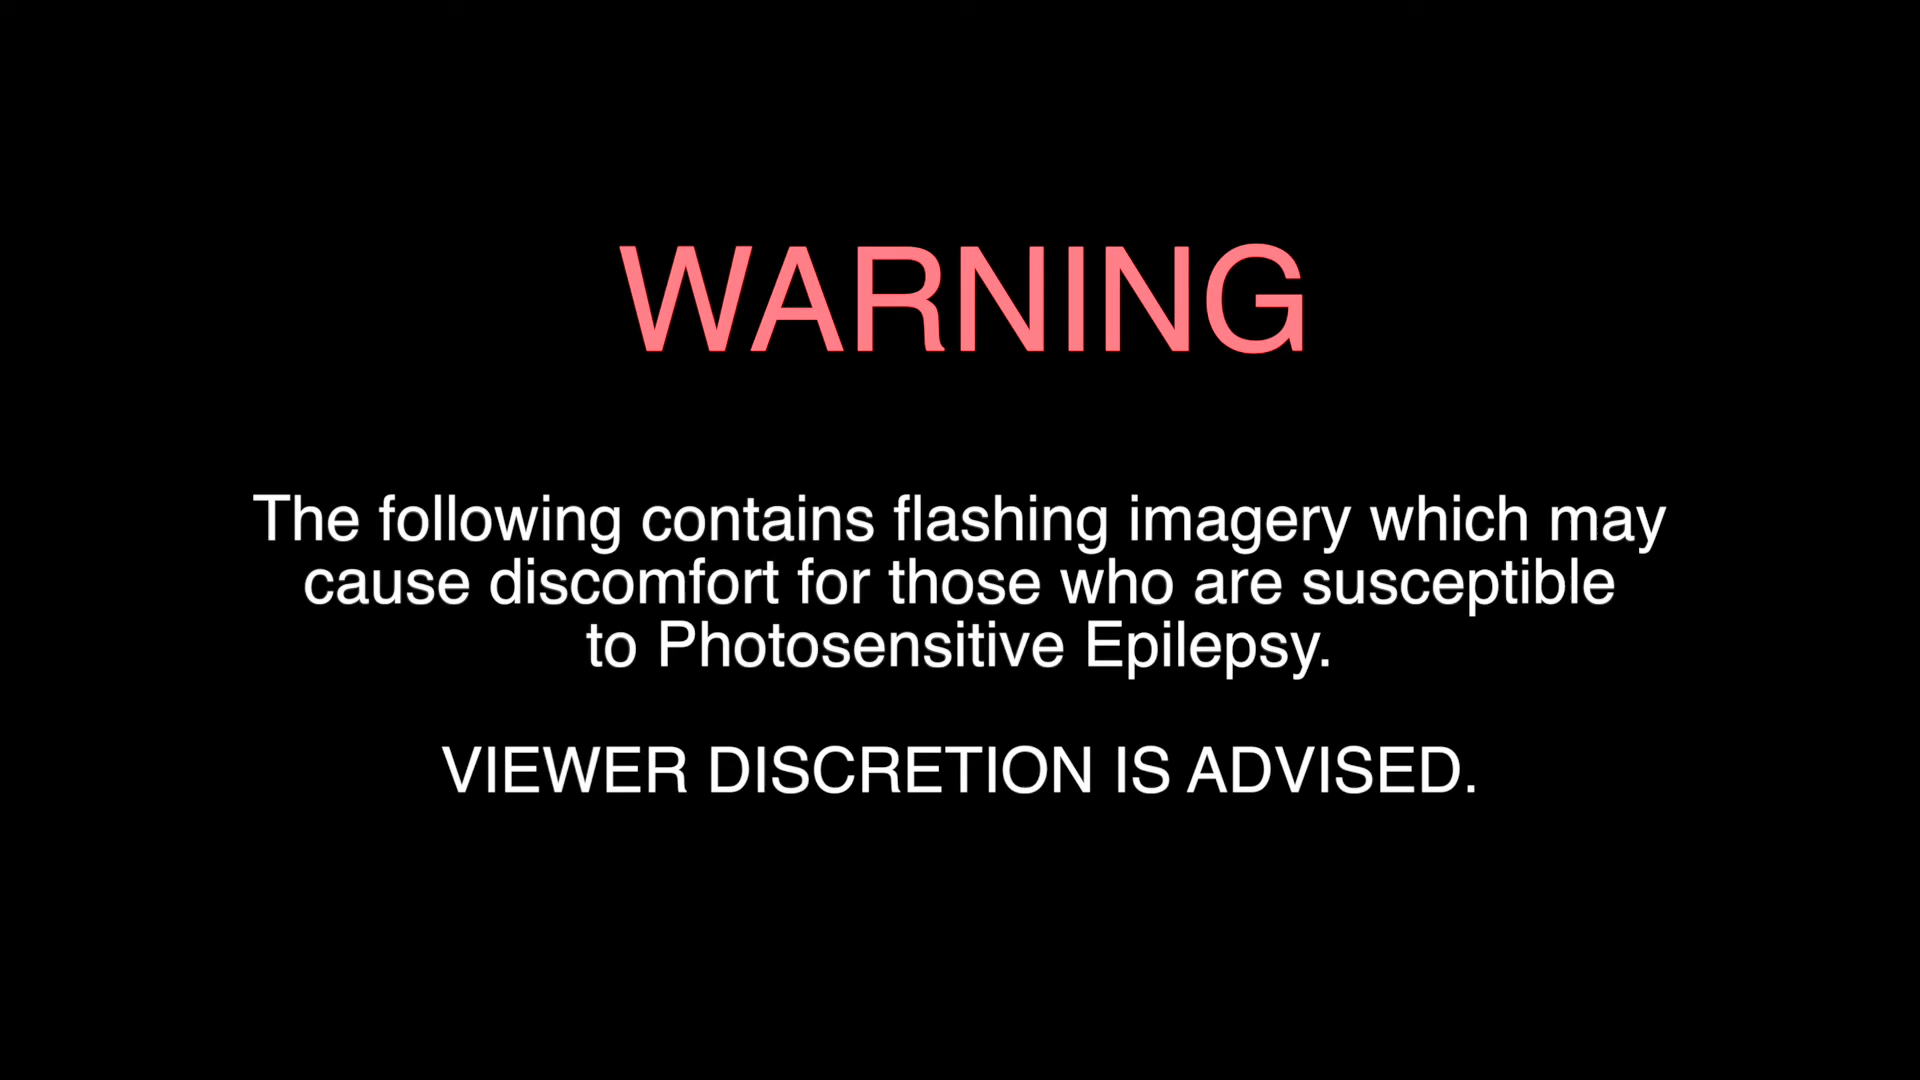 WARNING
The following contains flashing imagery which may
cause discomfort for those who are susceptible
to Photosensitive Epilepsy.
VIEWER DISCRETION IS ADVISED.